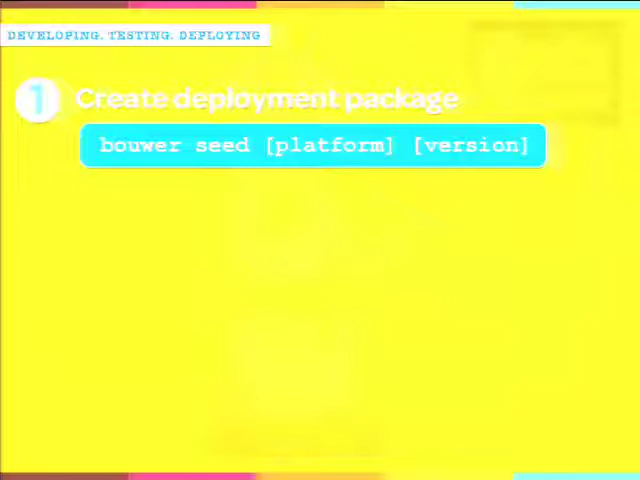 DEVELOPING. TESTING. DEPLOYING
1 Create deployment package
bouwer seed [platform] [version]